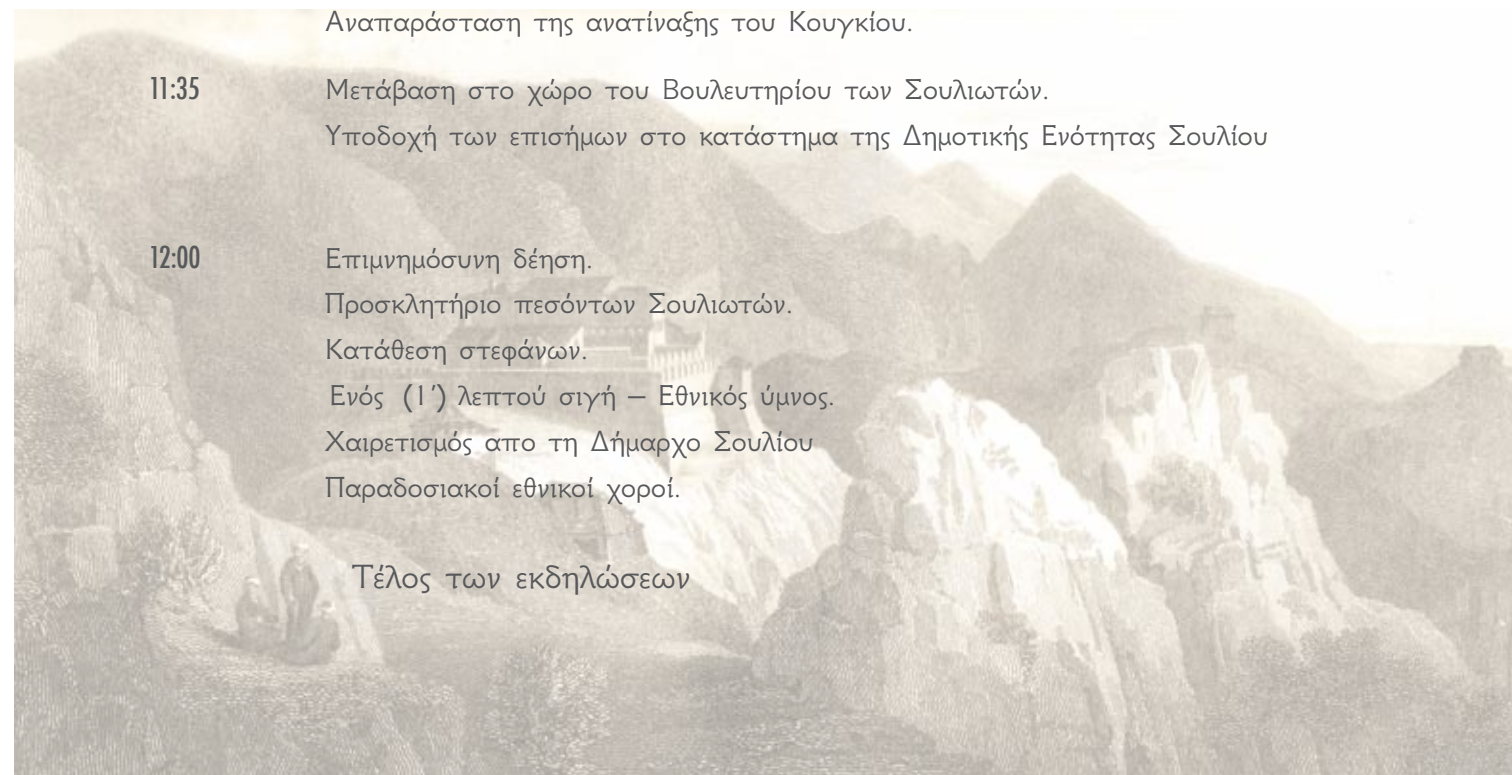 Αναπαράσταση της ανατίναξης του Κουγκίου.
11:35 Μετάβαση στο χώρο του Βουλευτηρίου των Σουλιωτών.
Υποδοχή των επισήμων στο κατάστημα της Δημοτικής Ενότητας Σουλίου
12:00 Επιμνημόσυνη δέηση.
Προσκλητήριο πεσόντων Σουλιωτών.
Κατάθεση στεφάνων.
Ενός (1΄) λεπτού σιγή – Εθνικός ύμνος.
Χαιρετισμός απο τη Δήμαρχο Σουλίου
Παραδοσιακοί εθνικοί χοροί.
Τέλος των εκδηλώσεων